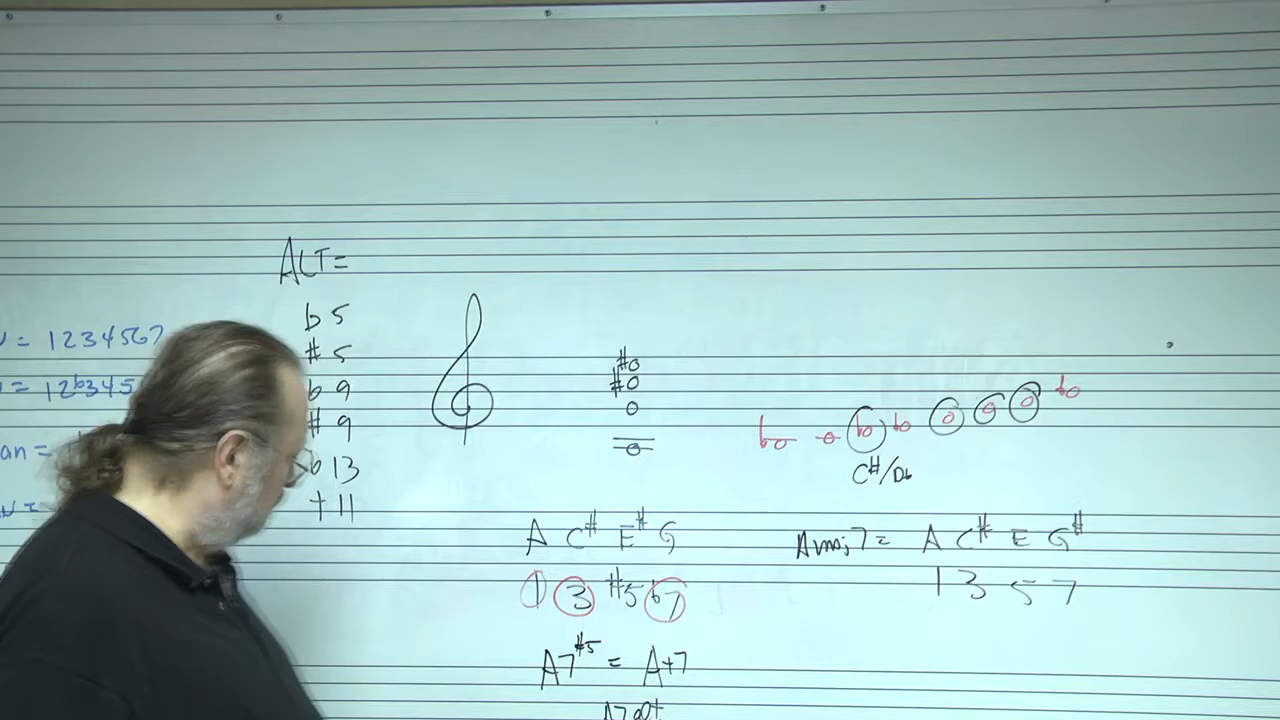 ALT=
b5
#5
b9
#9
b13
+11
= 1234567
= 12b345
an =
C#/Db
A C# E# G
1 3 #5 b7
Amaj7 = A C# E G#
1 3 5 7
A7#5 = A+7
A7alt